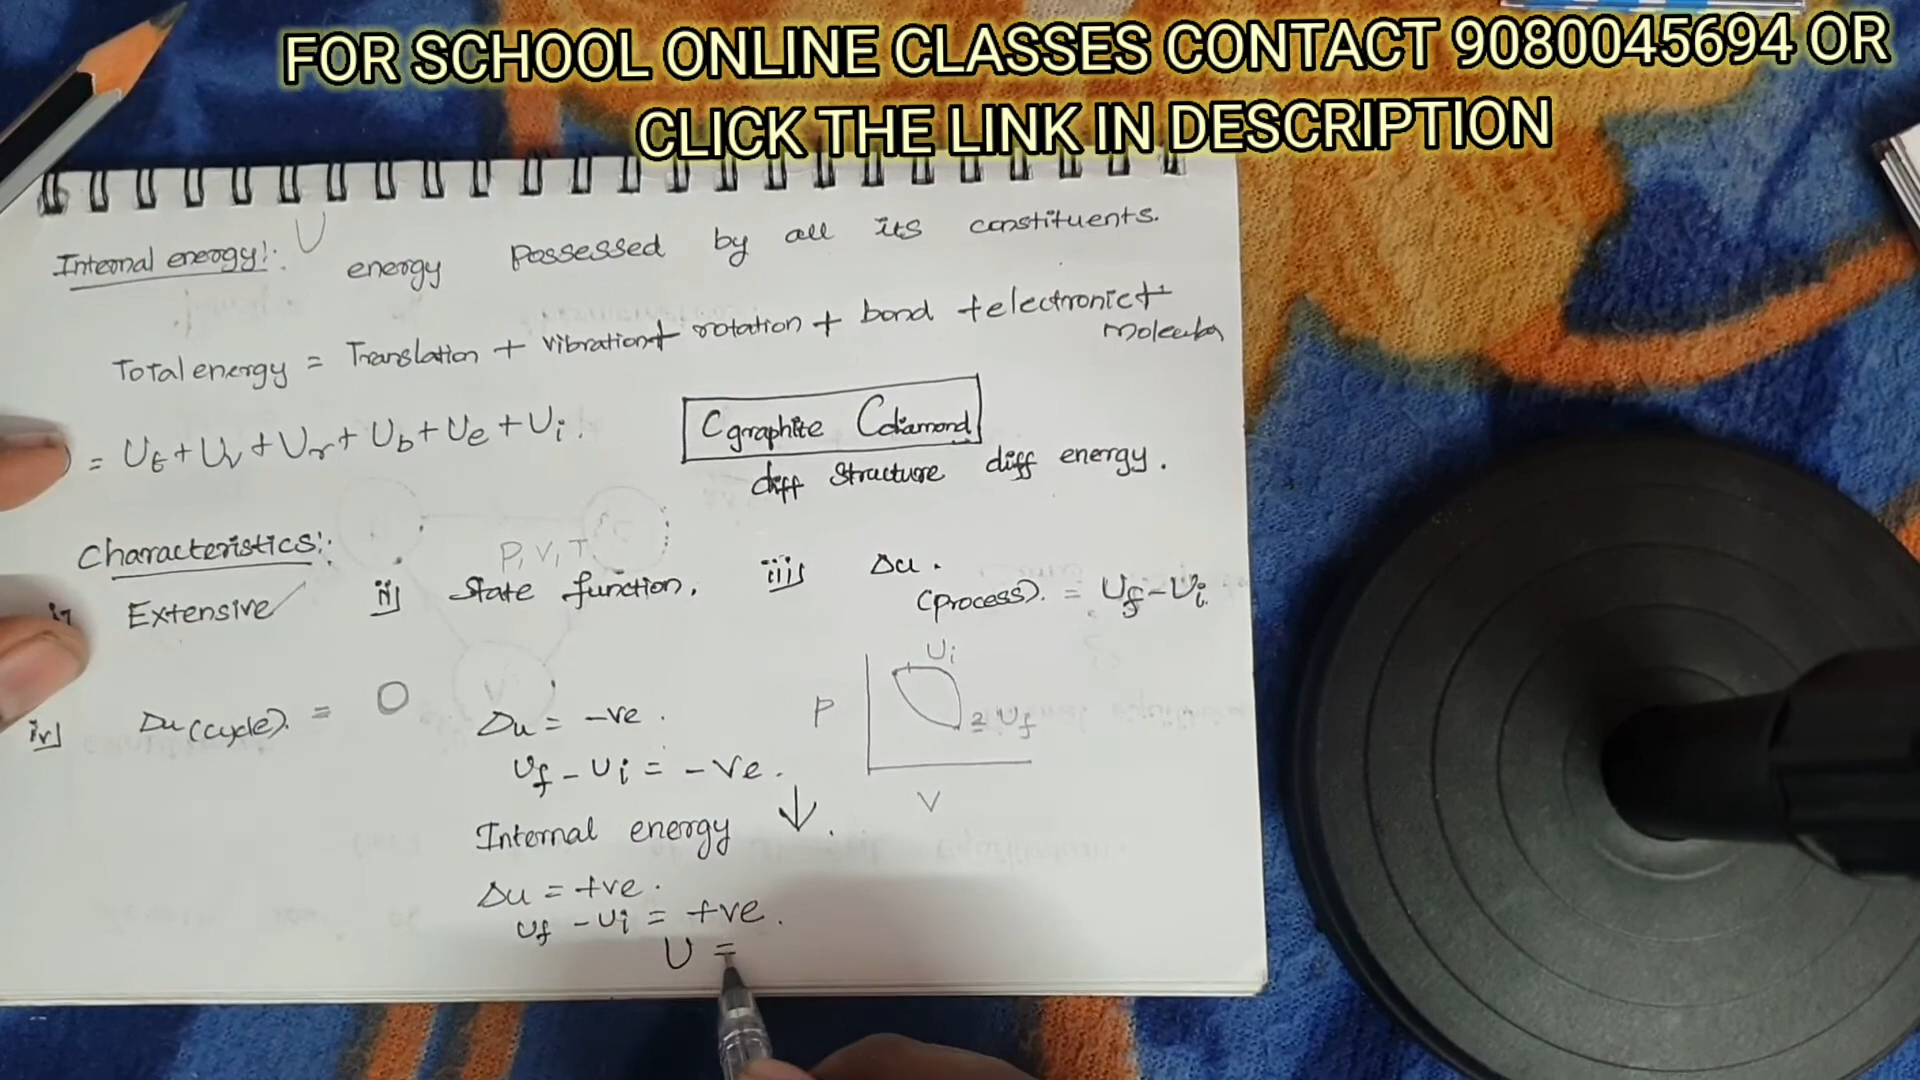 FOR SCHOOL ONLINE CLASSES CONTACT 9080045694 OR
CLICK THE LINK IN DESCRIPTION
Internal energy:. U energy possessed by all its constituents.
Total energy = Translation + vibration + rotation + bond + electronic +
= Ut + Uv + Ur + Ub + Ue + Ui.
Cgraphite Cdiamond
diff structure diff energy.
Characteristics:.
P, V, T
Extensive ii] State function. iii] Δu.
(process). = Uf - Ui.
iv] Δu (cycle). = 0
Δu = -ve.
Uf - Ui = -ve.
Internal energy ↓.
Δu = +ve.
Uf - Ui = +ve.
U =
Ui
P
2 Uf
V